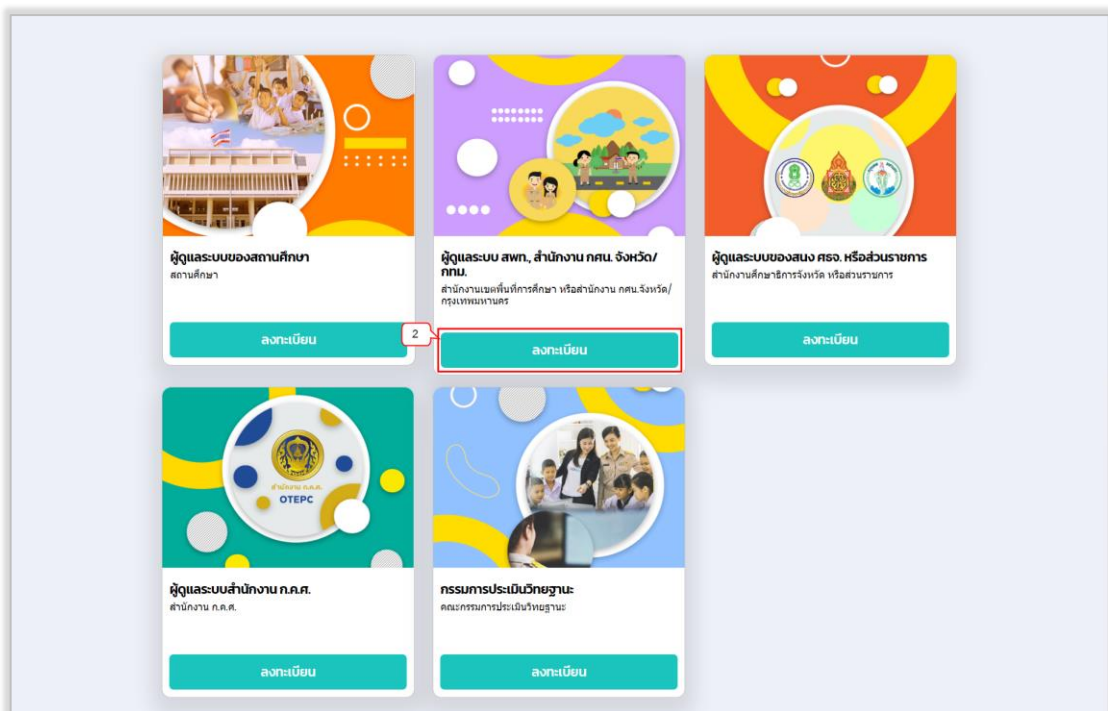 ผู้ดูแลระบบของสถานศึกษา
สถานศึกษา
ลงทะเบียน
ผู้ดูแลระบบ สพท., สำนักงาน กศน. จังหวัด/
กทม.
สำนักงานเขตพื้นที่การศึกษา หรือสำนักงาน กศน.จังหวัด/
กรุงเทพมหานคร
2
ลงทะเบียน
ผู้ดูแลระบบของสนง ศธจ. หรือส่วนราชการ
สำนักงานศึกษาธิการจังหวัด หรือส่วนราชการ
ลงทะเบียน
สำนักงาน ก.ค.ศ.
OTEPC
ผู้ดูแลระบบสำนักงาน ก.ค.ศ.
สำนักงาน ก.ค.ศ.
ลงทะเบียน
กรรมการประเมินวิทยฐานะ
คณะกรรมการประเมินวิทยฐานะ
ลงทะเบียน